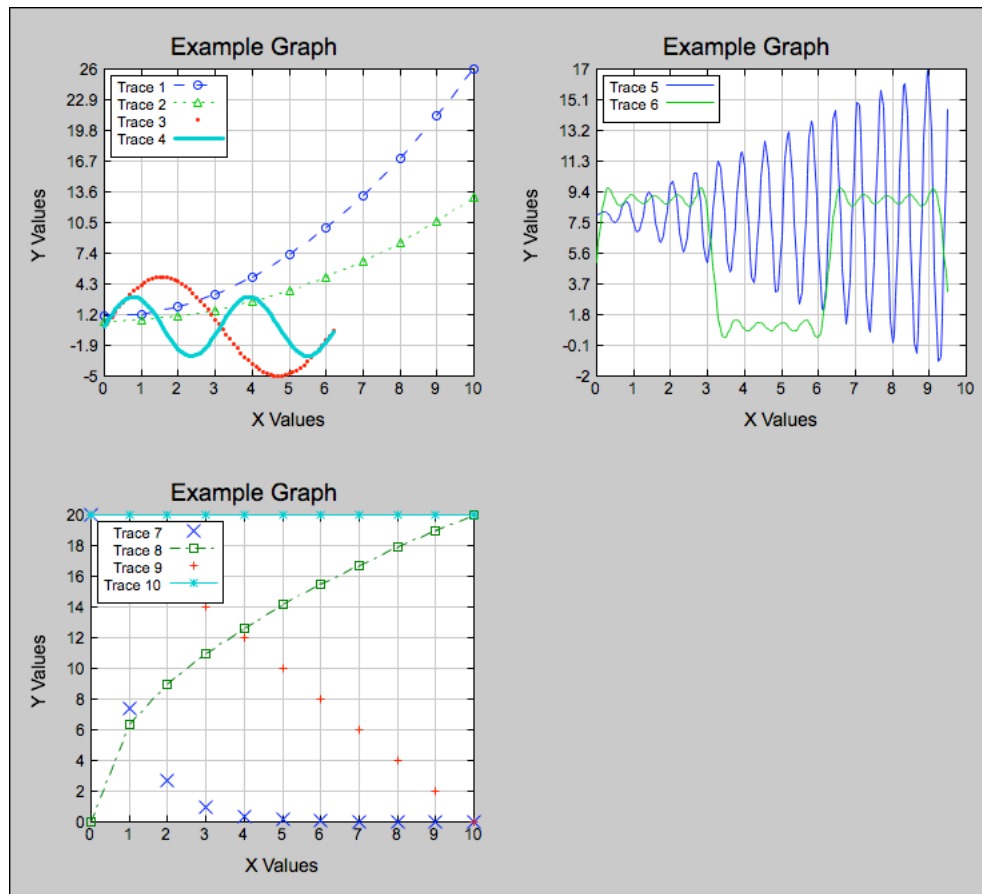 Example Graph
26
22.9
19.8
16.7
13.6
10.5
7.4
4.3
1.2
-1.9
-5
Y Values
Trace 1
Trace 2
Trace 3
Trace 4
0 1 2 3 4 5 6 7 8 9 10
X Values
Example Graph
17
15.1
13.2
11.3
9.4
7.5
5.6
3.7
1.8
-0.1
-2
Y Values
Trace 5
Trace 6
0 1 2 3 4 5 6 7 8 9 10
X Values
Example Graph
20
18
16
14
12
10
8
6
4
2
0
Y Values
Trace 7
Trace 8
Trace 9
Trace 10
0 1 2 3 4 5 6 7 8 9 10
X Values